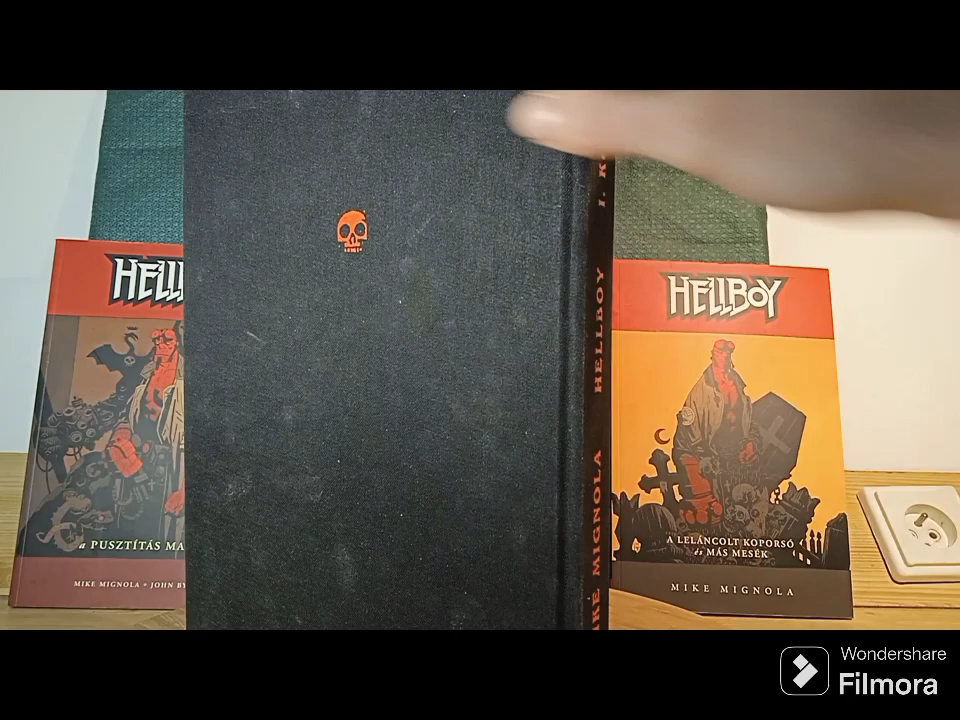 HELLB
a PUSZTÍTÁS MA
MIKE MIGNOLA • JOHN BY
MIKE MIGNOLA HELLBOY I. K
HELLBOY
A LELÁNCOLT KOPORSÓ
és MÁS MESÉK
MIKE MIGNOLA
Wondershare
Filmora